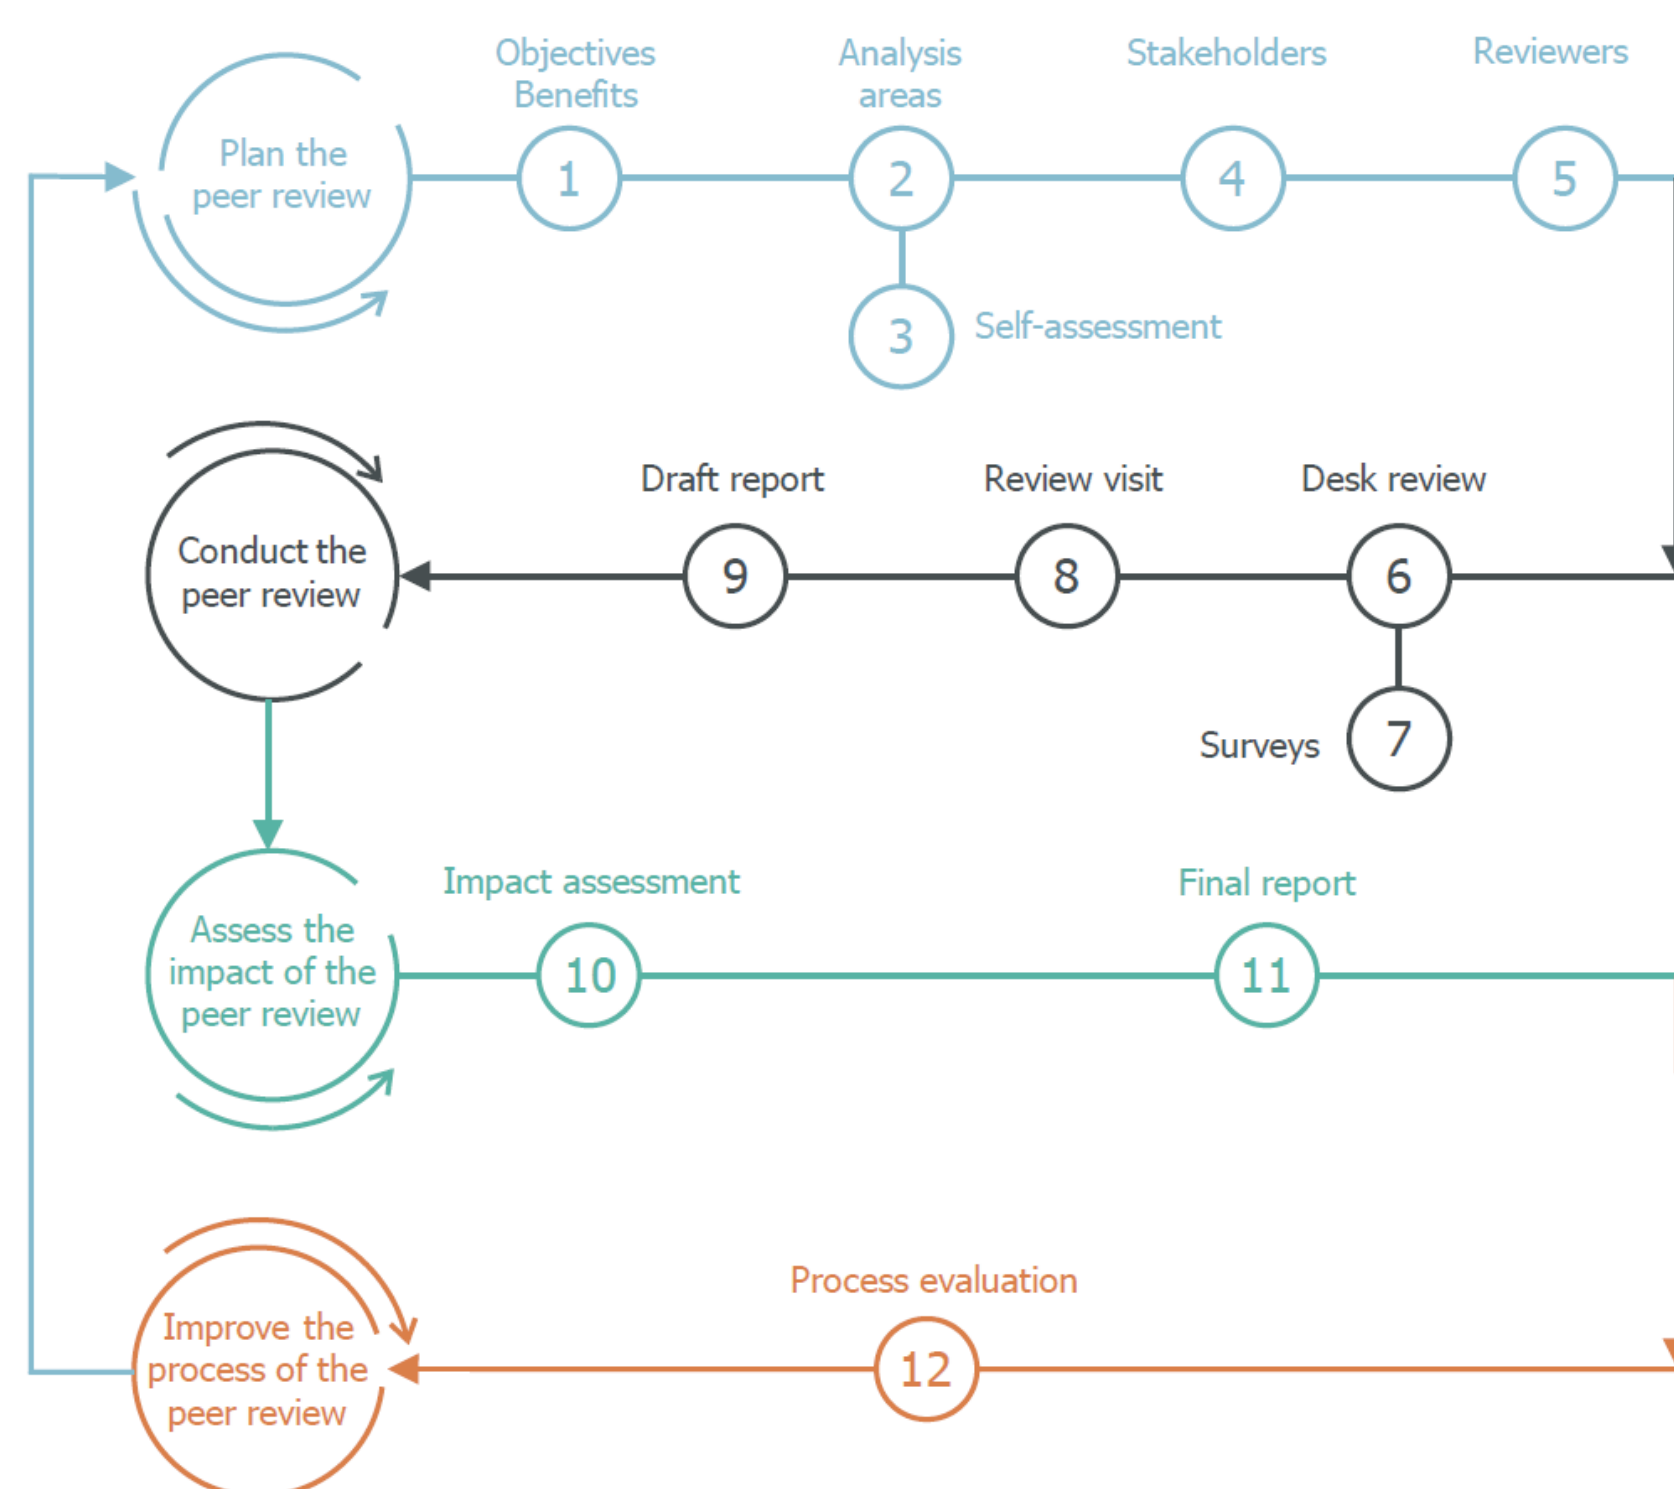 Objectives
Benefits
Analysis
areas
Stakeholders
Reviewers
Plan the
peer review
1
2
4
5
3
Self-assessment
Draft report
Review visit
Desk review
Conduct the
peer review
9
8
6
Surveys
7
Impact assessment
Final report
Assess the
impact of the
peer review
10
11
Process evaluation
Improve the
process of the
peer review
12